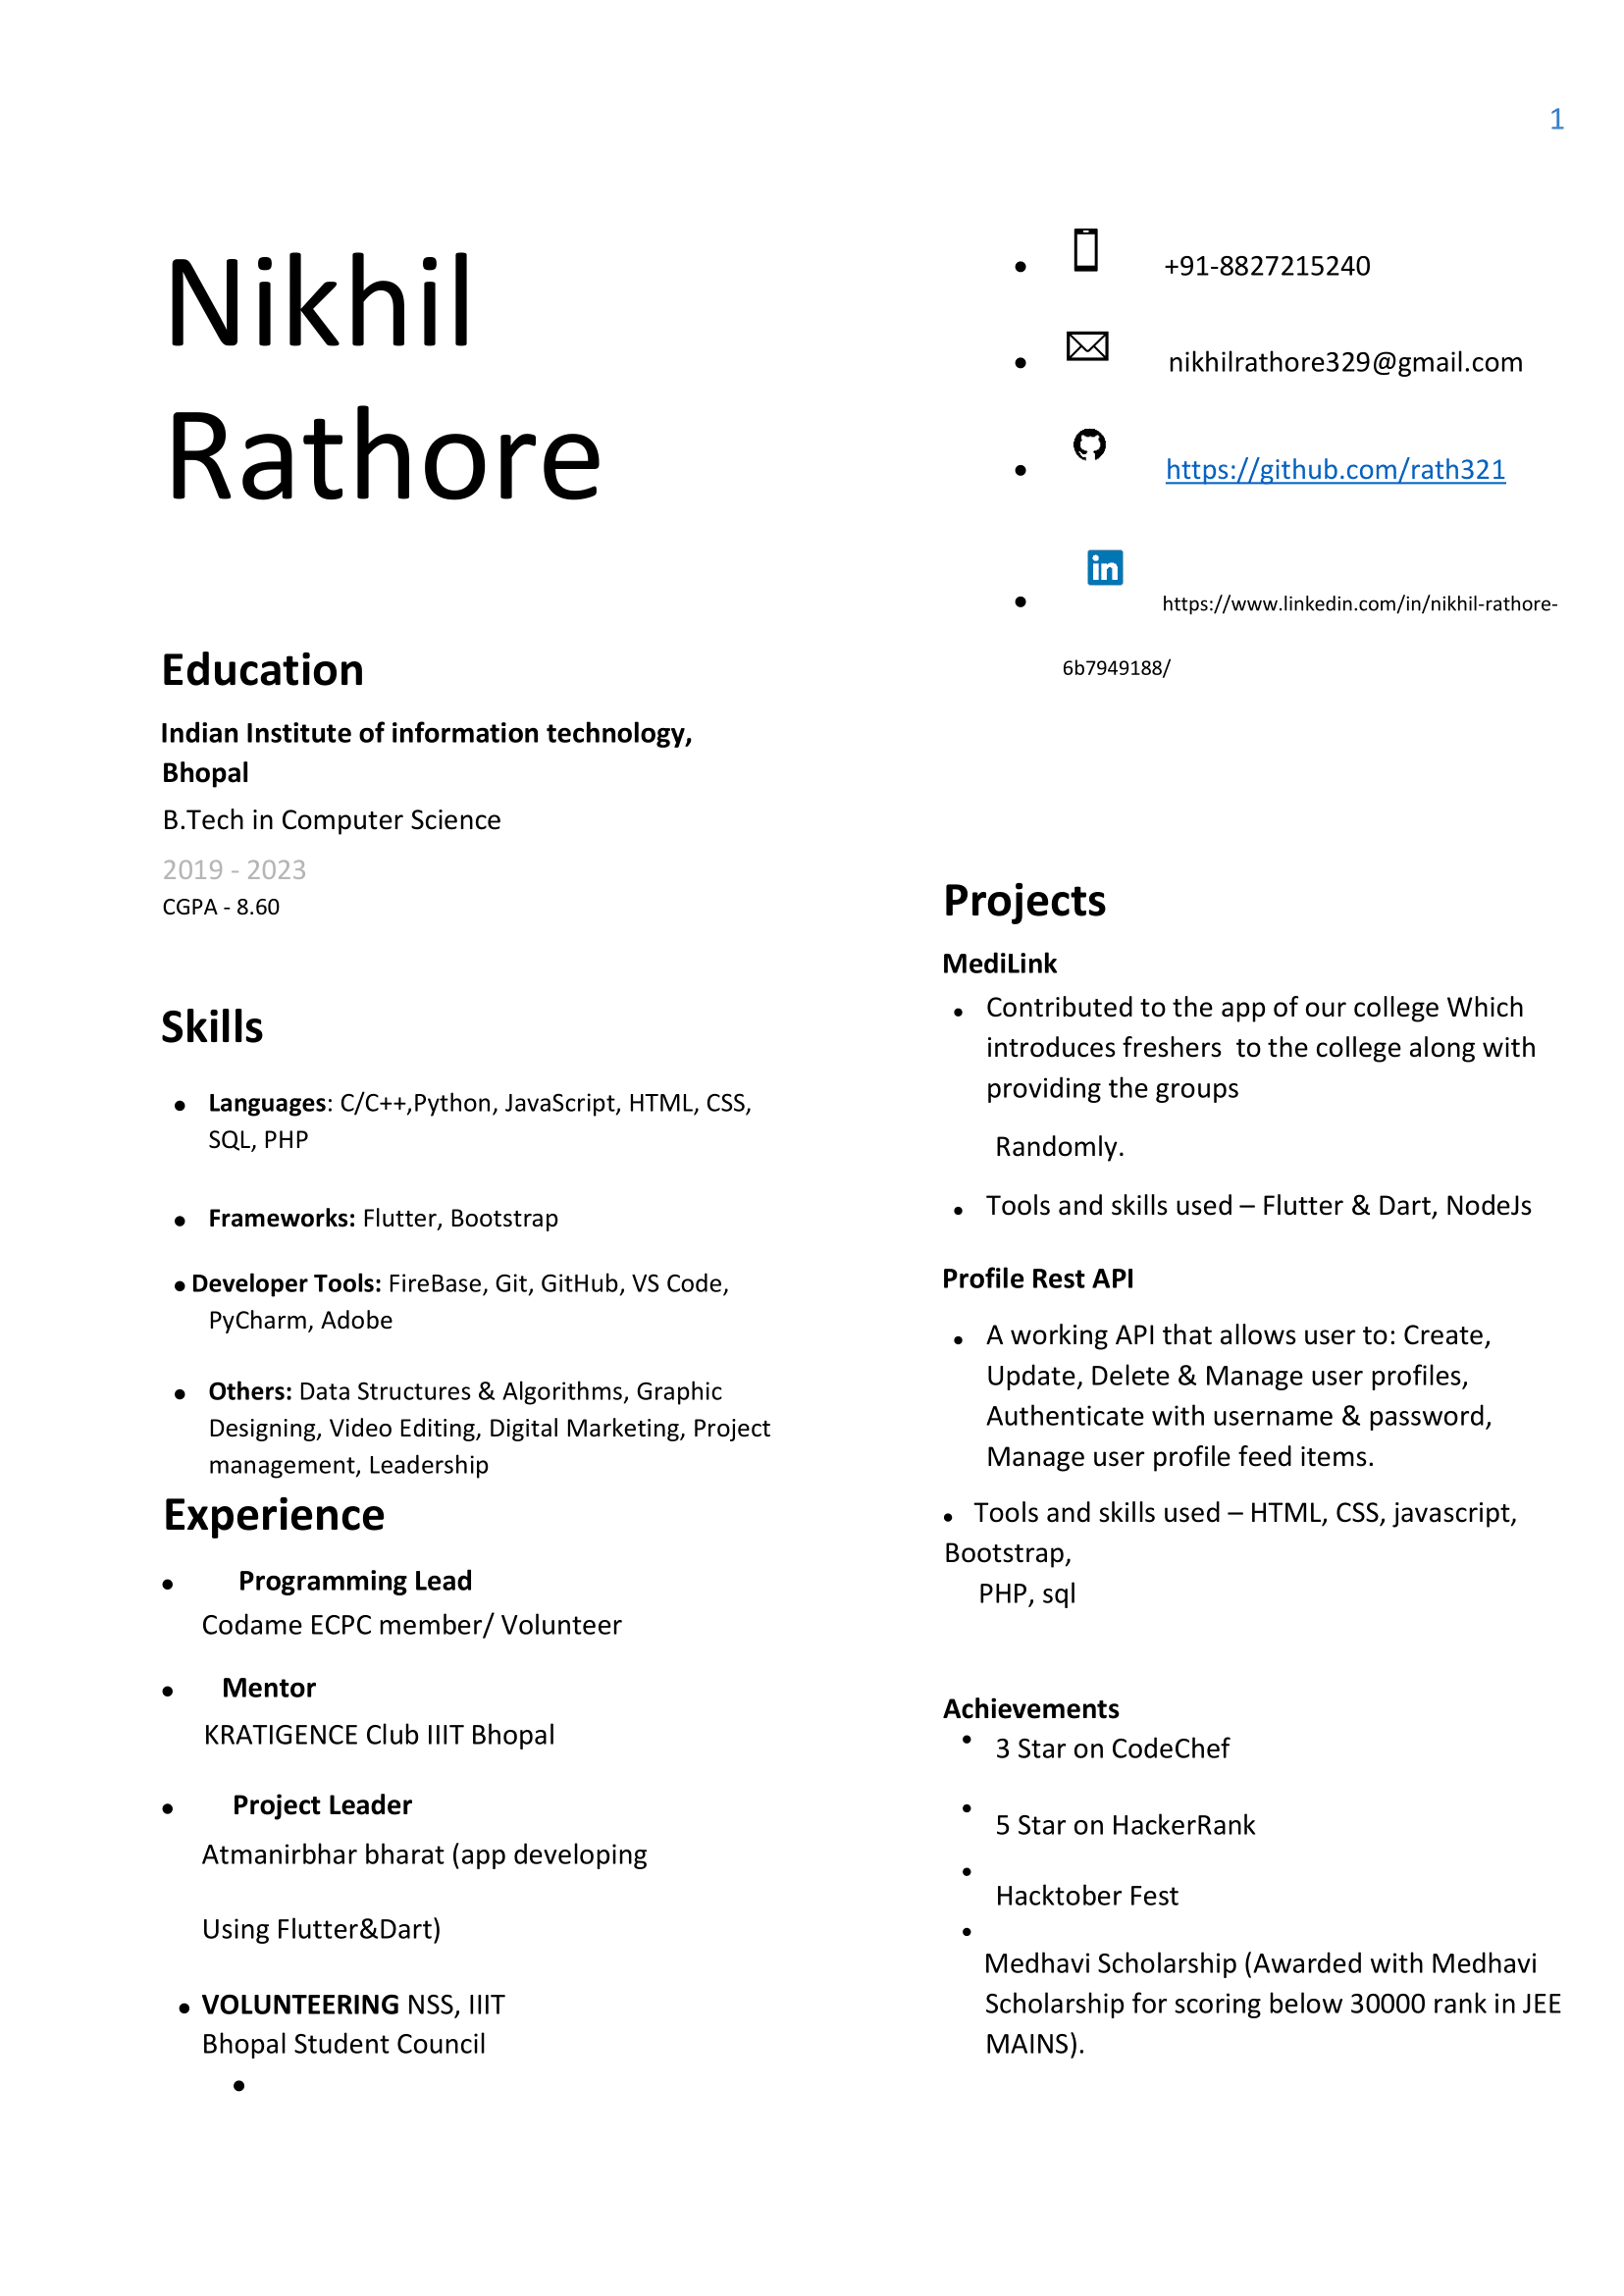 1
Nikhil
Rathore
• +91-8827215240
• nikhilrathore329@gmail.com
• https://github.com/rath321
in
• https://www.linkedin.com/in/nikhil-rathore-
6b7949188/
Education
Indian Institute of information technology,
Bhopal
B.Tech in Computer Science
2019 - 2023
CGPA - 8.60
Skills
• Languages: C/C++,Python, JavaScript, HTML, CSS,
SQL, PHP
• Frameworks: Flutter, Bootstrap
• Developer Tools: FireBase, Git, GitHub, VS Code,
PyCharm, Adobe
• Others: Data Structures & Algorithms, Graphic
Designing, Video Editing, Digital Marketing, Project
management, Leadership
Experience
• Programming Lead
Codame ECPC member/ Volunteer
• Mentor
KRATIGENCE Club IIIT Bhopal
• Project Leader
Atmanirbhar bharat (app developing
Using Flutter&Dart)
• VOLUNTEERING NSS, IIIT
Bhopal Student Council
•
Projects
MediLink
• Contributed to the app of our college Which
introduces freshers  to the college along with
providing the groups
Randomly.
• Tools and skills used – Flutter & Dart, NodeJs
Profile Rest API
• A working API that allows user to: Create,
Update, Delete & Manage user profiles,
Authenticate with username & password,
Manage user profile feed items.
• Tools and skills used – HTML, CSS, javascript,
Bootstrap,
PHP, sql
Achievements
• 3 Star on CodeChef
• 5 Star on HackerRank
• Hacktober Fest
• Medhavi Scholarship (Awarded with Medhavi
Scholarship for scoring below 30000 rank in JEE
MAINS).